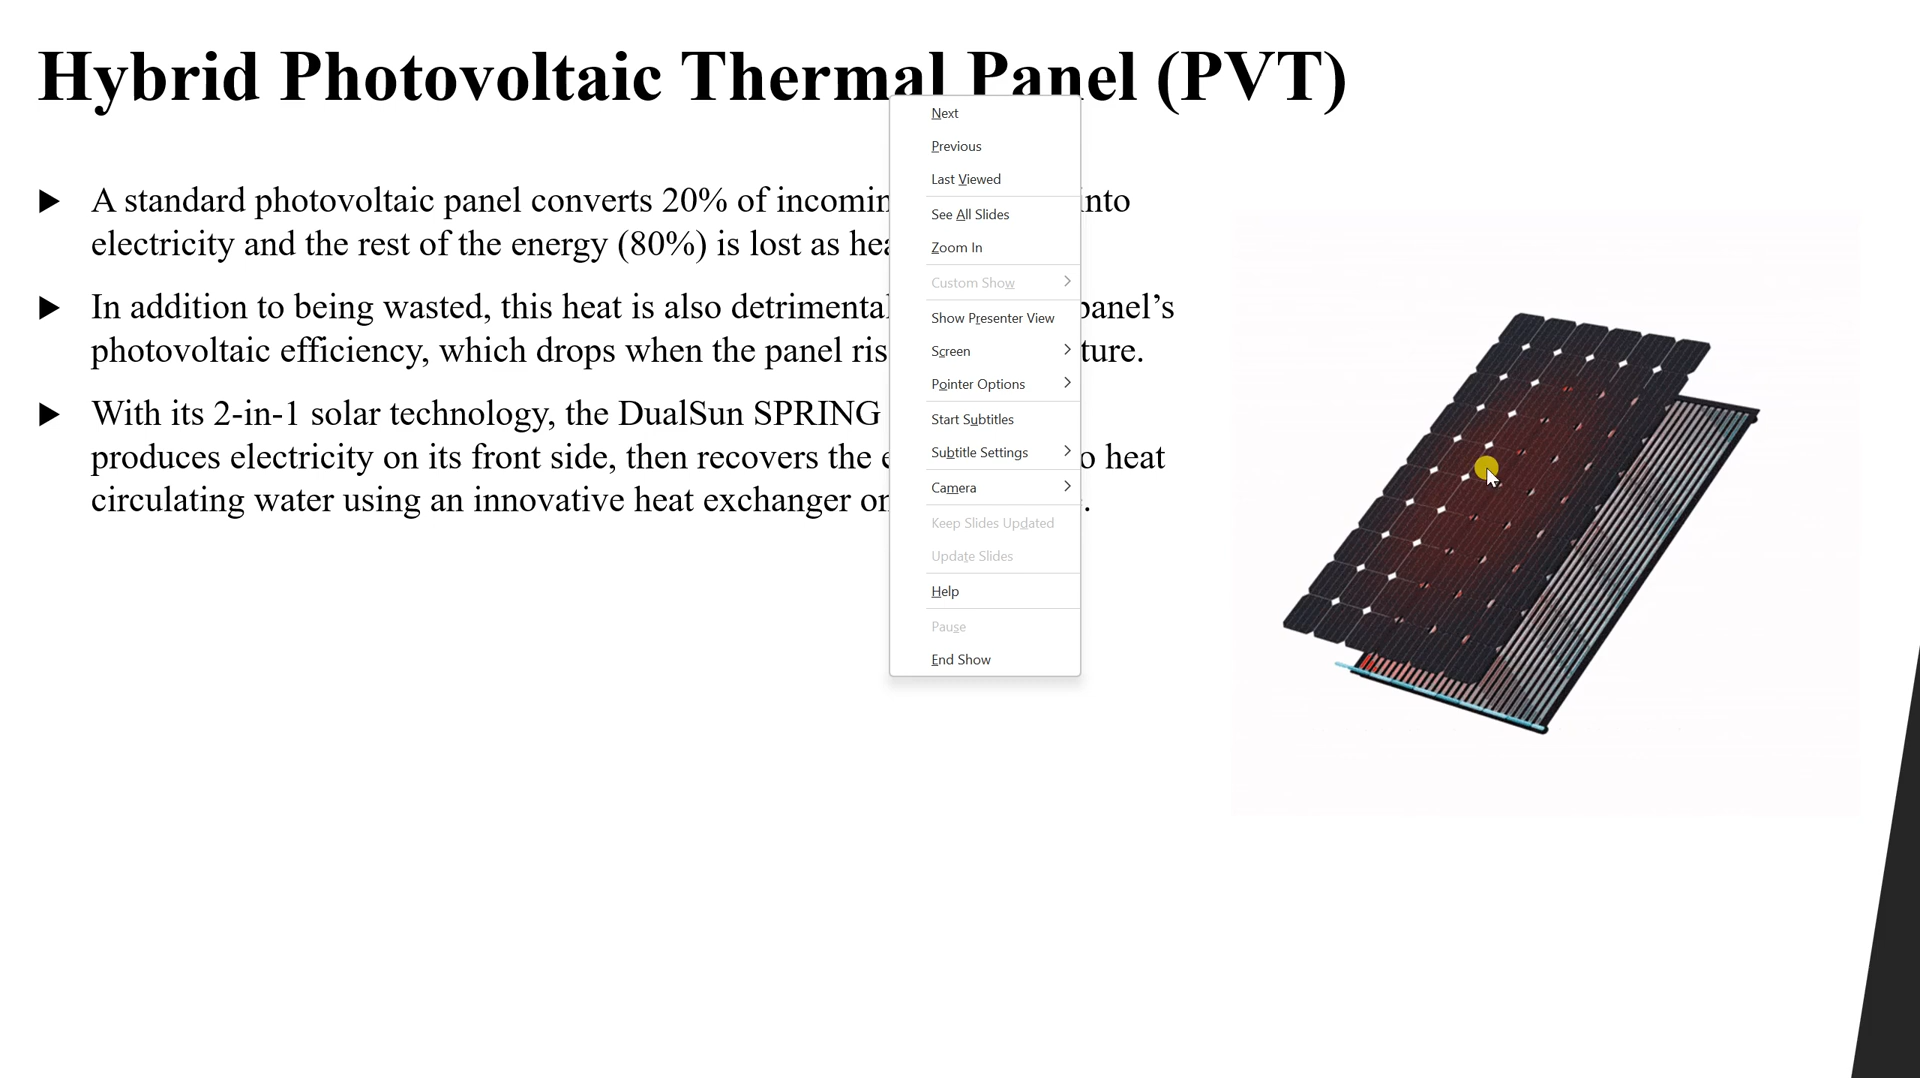 Hybrid Photovoltaic Thermal Panel (PVT)
A standard photovoltaic panel converts 20% of incomin nto
electricity and the rest of the energy (80%) is lost as hea
In addition to being wasted, this heat is also detrimental panel’s
photovoltaic efficiency, which drops when the panel ris ture.
With its 2-in-1 solar technology, the DualSun SPRING
produces electricity on its front side, then recovers the e o heat
circulating water using an innovative heat exchanger on .
Next
Previous
Last Viewed
See All Slides
Zoom In
Custom Show
Show Presenter View
Screen
Pointer Options
Start Subtitles
Subtitle Settings
Camera
Keep Slides Updated
Update Slides
Help
Pause
End Show